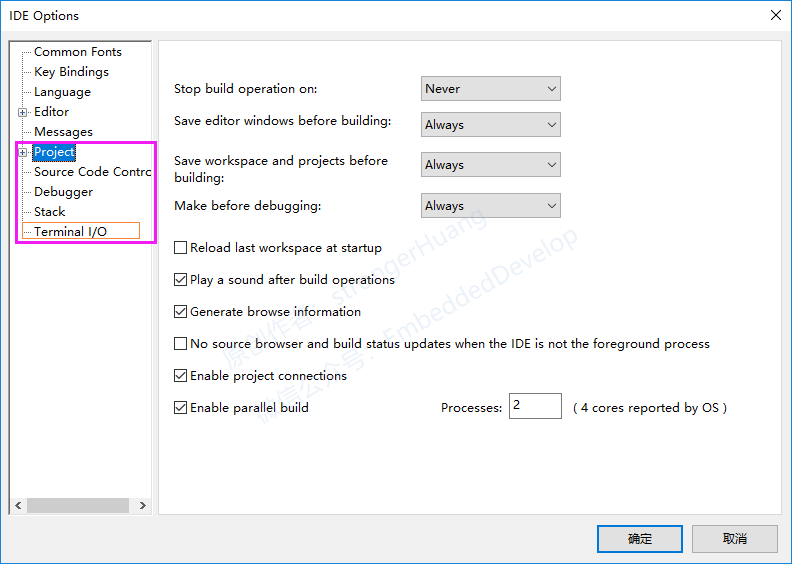 IDE Options
Common Fonts
Key Bindings
Language
Editor
Messages
Project
Source Code Contro
Debugger
Stack
Terminal I/O
Stop build operation on:
Never
Save editor windows before building:
Always
Save workspace and projects before
building:
Always
Make before debugging:
Always
Reload last workspace at startup
Play a sound after build operations
Generate browse information
No source browser and build status updates when the IDE is not the foreground process
Enable project connections
Enable parallel build
Processes:
2
( 4 cores reported by OS )
原创作者：strongerHuang
微信公众号：EmbeddedDevelop
确定
取消